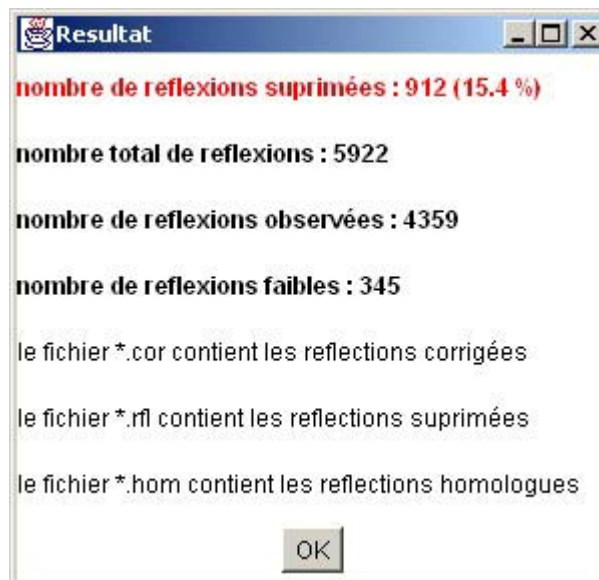 Resultat
nombre de reflexions suprimées : 912 (15.4 %)
nombre total de reflexions : 5922
nombre de reflexions observées : 4359
nombre de reflexions faibles : 345
le fichier *.cor contient les reflections corrigées
le fichier *.rfl contient les reflections suprimées
le fichier *.hom contient les reflections homologues
OK